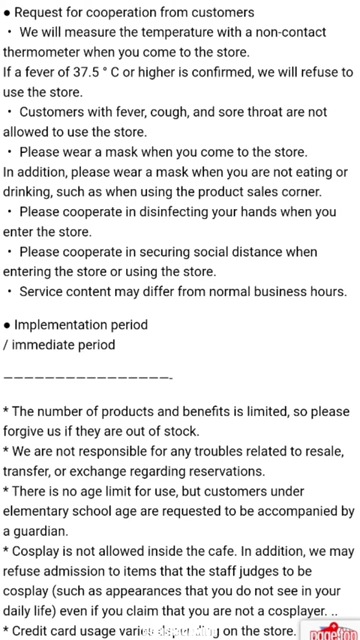 ● Request for cooperation from customers
・ We will measure the temperature with a non-contact
thermometer when you come to the store.
If a fever of 37.5 ° C or higher is confirmed, we will refuse to
use the store.
・ Customers with fever, cough, and sore throat are not
allowed to use the store.
・ Please wear a mask when you come to the store.
In addition, please wear a mask when you are not eating or
drinking, such as when using the product sales corner.
・ Please cooperate in disinfecting your hands when you
enter the store.
・ Please cooperate in securing social distance when
entering the store or using the store.
・ Service content may differ from normal business hours.
● Implementation period
/ immediate period
————————————————-
* The number of products and benefits is limited, so please
forgive us if they are out of stock.
* We are not responsible for any troubles related to resale,
transfer, or exchange regarding reservations.
* There is no age limit for use, but customers under
elementary school age are requested to be accompanied by
a guardian.
* Cosplay is not allowed inside the cafe. In addition, we may
refuse admission to items that the staff judges to be
cosplay (such as appearances that you do not see in your
daily life) even if you claim that you are not a cosplayer. ..
* Credit card usage varies depending on the store.
pagetop